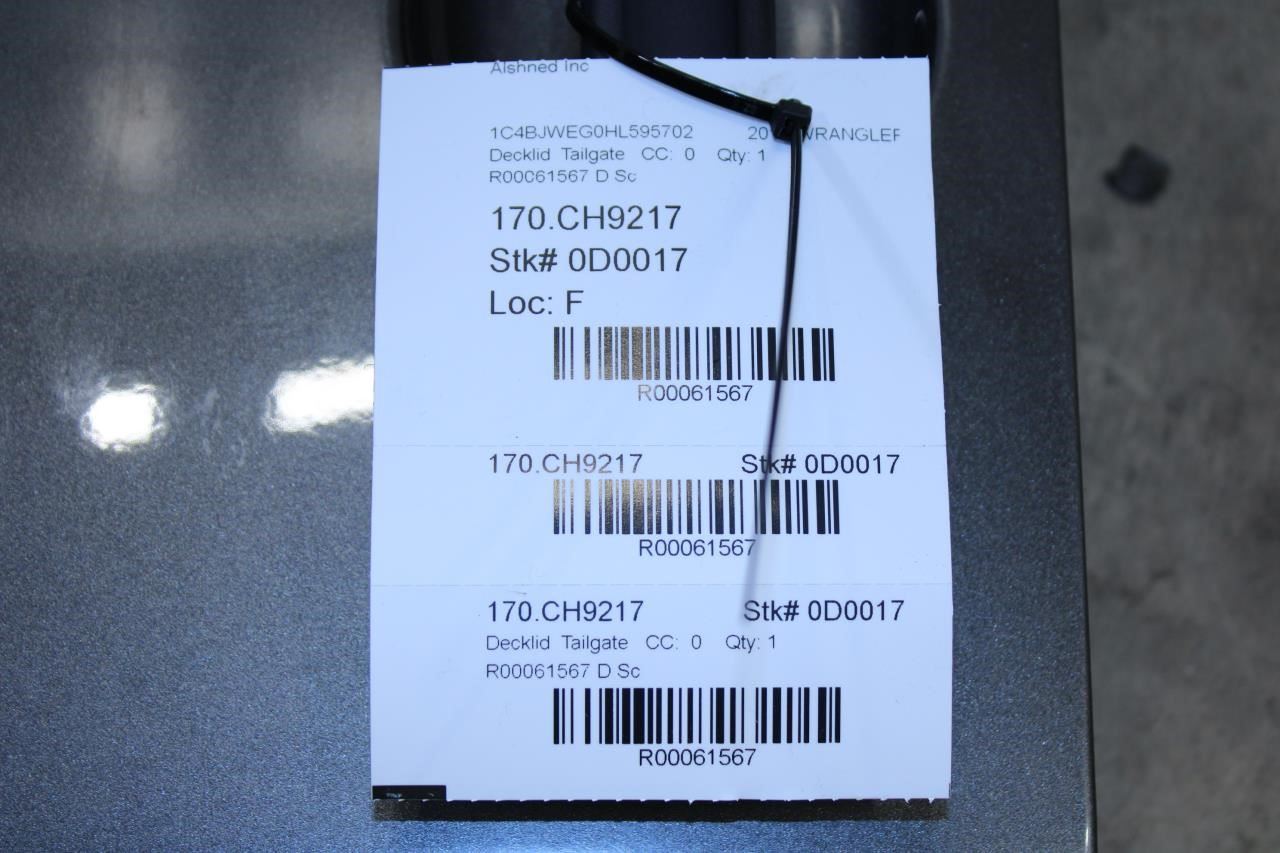 Alshned Inc
1C4BJWEG0HL595702 WRANGLER
Decklid Tailgate CC: 0 Qty: 1
R00061567 D Sc
170.CH9217
Stk# 0D0017
Loc: F
R00061567
170.CH9217 Stk# 0D0017
R00061567
170.CH9217 Stk# 0D0017
Decklid Tailgate CC: 0 Qty: 1
R00061567 D Sc
R00061567